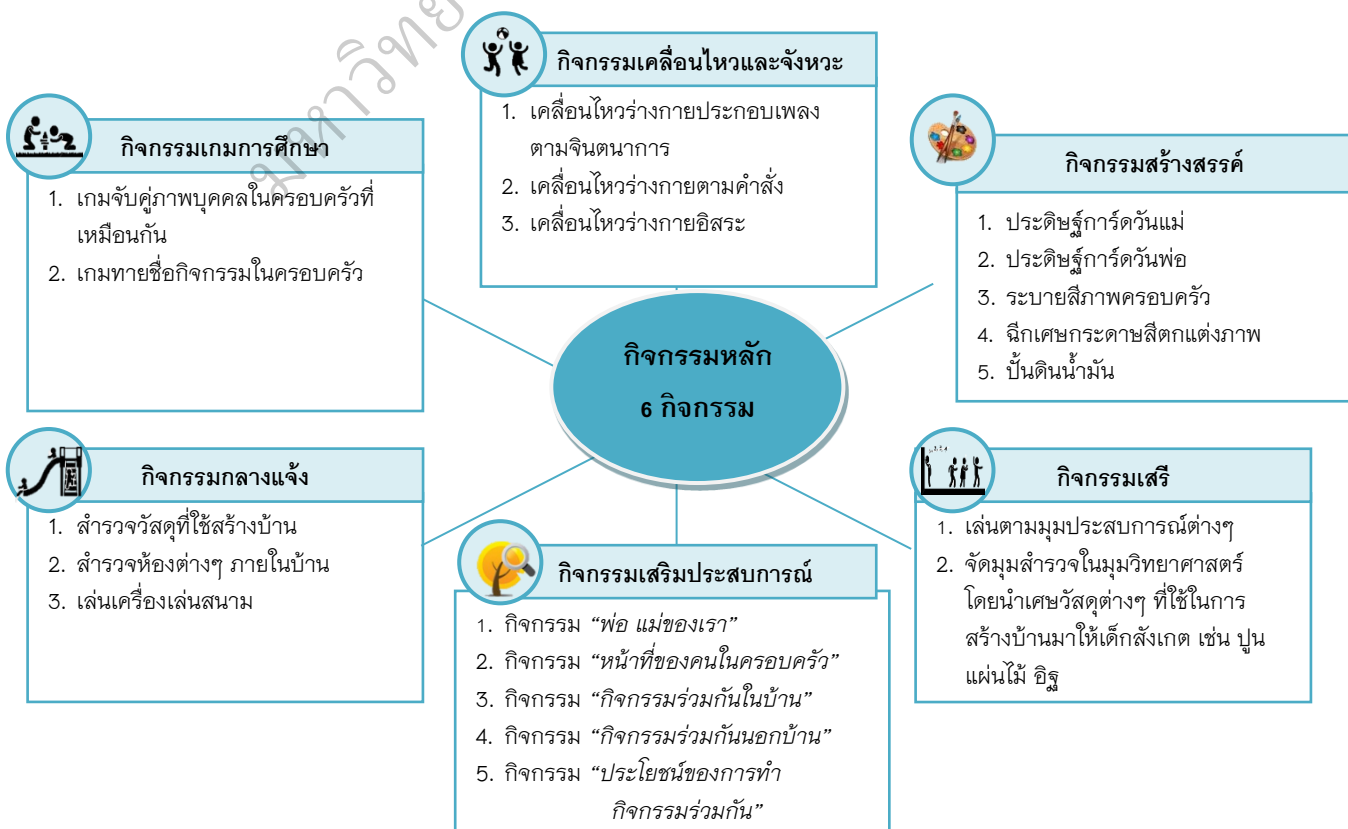 มหาวิทย
กิจกรรมเคลื่อนไหวและจังหวะ
1. เคลื่อนไหวร่างกายประกอบเพลง
ตามจินตนาการ
2. เคลื่อนไหวร่างกายตามคำสั่ง
3. เคลื่อนไหวร่างกายอิสระ
กิจกรรมเกมการศึกษา
1. เกมจับคู่ภาพบุคคลในครอบครัวที่
เหมือนกัน
2. เกมทายชื่อกิจกรรมในครอบครัว
กิจกรรมสร้างสรรค์
1. ประดิษฐ์การ์ดวันแม่
2. ประดิษฐ์การ์ดวันพ่อ
3. ระบายสีภาพครอบครัว
4. ฉีกเศษกระดาษสีตกแต่งภาพ
5. ปั้นดินน้ำมัน
กิจกรรมหลัก
6 กิจกรรม
กิจกรรมกลางแจ้ง
1. สำรวจวัสดุที่ใช้สร้างบ้าน
2. สำรวจห้องต่างๆ ภายในบ้าน
3. เล่นเครื่องเล่นสนาม
กิจกรรมเสริมประสบการณ์
1. กิจกรรม “พ่อ แม่ของเรา”
2. กิจกรรม “หน้าที่ของคนในครอบครัว”
3. กิจกรรม “กิจกรรมร่วมกันในบ้าน”
4. กิจกรรม “กิจกรรมร่วมกันนอกบ้าน”
5. กิจกรรม “ประโยชน์ของการทำ
กิจกรรมร่วมกัน”
กิจกรรมเสรี
1. เล่นตามมุมประสบการณ์ต่างๆ
2. จัดมุมสำรวจในมุมวิทยาศาสตร์
โดยนำเศษวัสดุต่างๆ ที่ใช้ในการ
สร้างบ้านมาให้เด็กสังเกต เช่น ปูน
แผ่นไม้ อิฐ